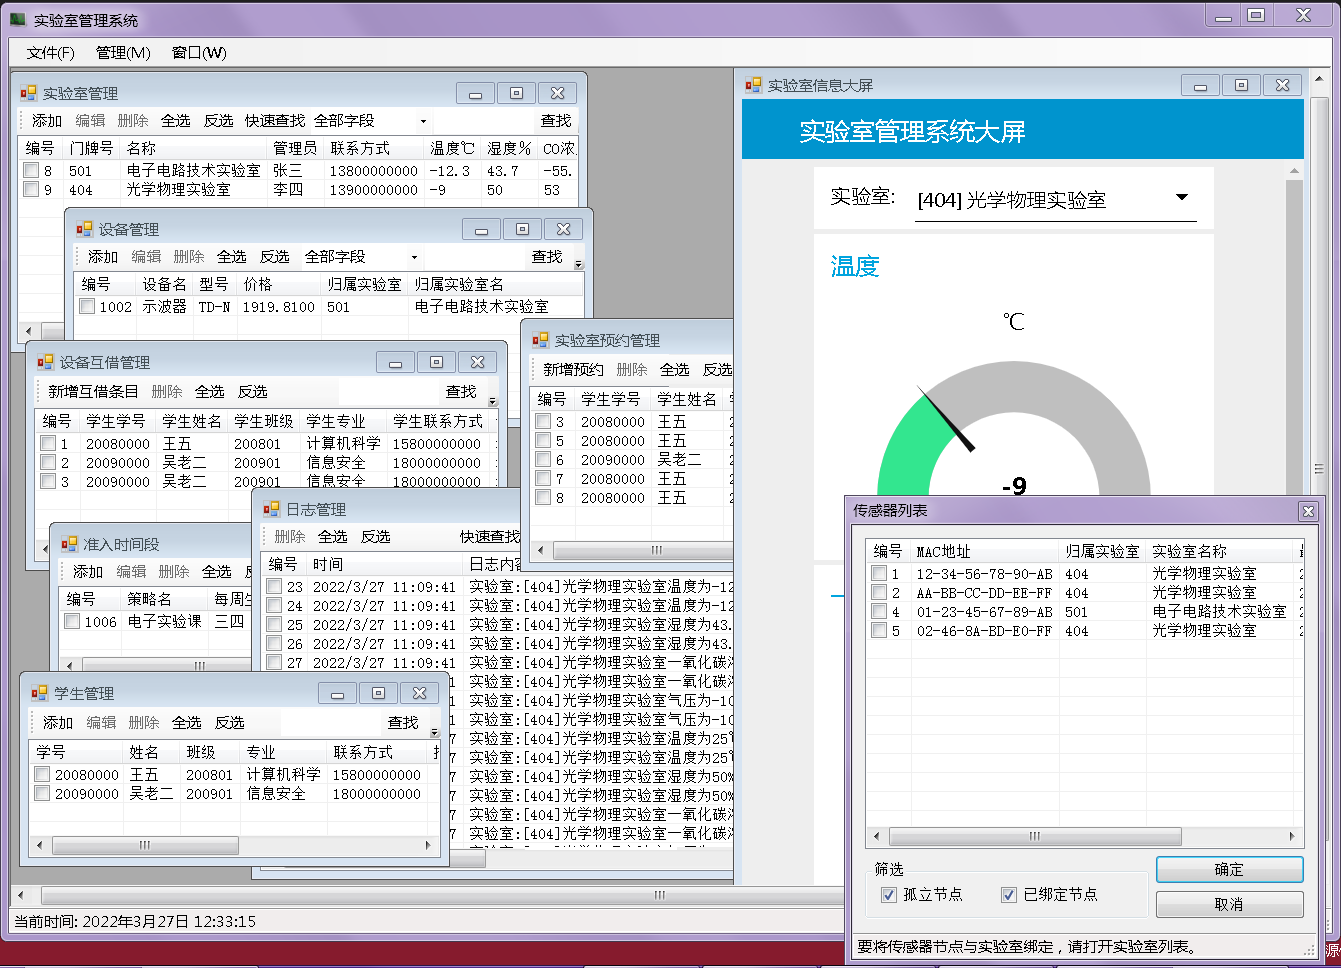 实验室管理系统
文件(F) 管理(M) 窗口(W)
实验室管理
添加 编辑 删除 全选 反选 快速查找 全部字段 查找
编号 门牌号 名称 管理员 联系方式 温度℃ 湿度% CO浓
8 501 电子电路技术实验室 张三 13800000000 -12.3 43.7 -55.
9 404 光学物理实验室 李四 13900000000 -9 50 53
设备管理
添加 编辑 删除 全选 反选 全部字段 查找
编号 设备名 型号 价格 归属实验室 归属实验室名
1002 示波器 TD-N 1919.8100 501 电子电路技术实验室
设备互借管理
新增互借条目 删除 全选 反选 查找
编号 学生学号 学生姓名 学生班级 学生专业 学生联系方式
1 20080000 王五 200801 计算机科学 15800000000
2 20090000 吴老二 200901 信息安全 18000000000
3 20090000 吴老二 200901 信息安全 18000000000
实验室预约管理
新增预约 删除 全选 反选
编号 学生学号 学生姓名
3 20080000 王五
5 20080000 王五
6 20090000 吴老二
7 20080000 王五
8 20080000 王五
准入时间段
添加 编辑 删除 全选
编号 策略名 每周
1006 电子实验课 三四
日志管理
删除 全选 反选 快速查找
编号 时间 日志内
23 2022/3/27 11:09:41 实验室:[404]光学物理实验室温度为-12
24 2022/3/27 11:09:41 实验室:[404]光学物理实验室温度为-12
25 2022/3/27 11:09:41 实验室:[404]光学物理实验室湿度为43.
26 2022/3/27 11:09:41 实验室:[404]光学物理实验室湿度为43.
27 2022/3/27 11:09:41 实验室:[404]光学物理实验室一氧化碳
1 实验室:[404]光学物理实验室一氧化碳
1 实验室:[404]光学物理实验室气压为-10
1 实验室:[404]光学物理实验室气压为-10
7 实验室:[404]光学物理实验室温度为25℃
7 实验室:[404]光学物理实验室温度为25℃
7 实验室:[404]光学物理实验室湿度为50%
7 实验室:[404]光学物理实验室湿度为50%
7 实验室:[404]光学物理实验室一氧化碳
7 实验室:[404]光学物理实验室一氧化碳
学生管理
添加 编辑 删除 全选 反选 查找
学号 姓名 班级 专业 联系方式
20080000 王五 200801 计算机科学 15800000000
20090000 吴老二 200901 信息安全 18000000000
实验室信息大屏
实验室管理系统大屏
实验室: [404] 光学物理实验室
温度
℃
-9
传感器列表
编号 MAC地址 归属实验室 实验室名称
1 12-34-56-78-90-AB 404 光学物理实验室
2 AA-BB-CC-DD-EE-FF 404 光学物理实验室
4 01-23-45-67-89-AB 501 电子电路技术实验室
5 02-46-8A-BD-E0-FF 404 光学物理实验室
筛选
孤立节点 已绑定节点
确定
取消
要将传感器节点与实验室绑定，请打开实验室列表。
当前时间: 2022年3月27日 12:33:15
源